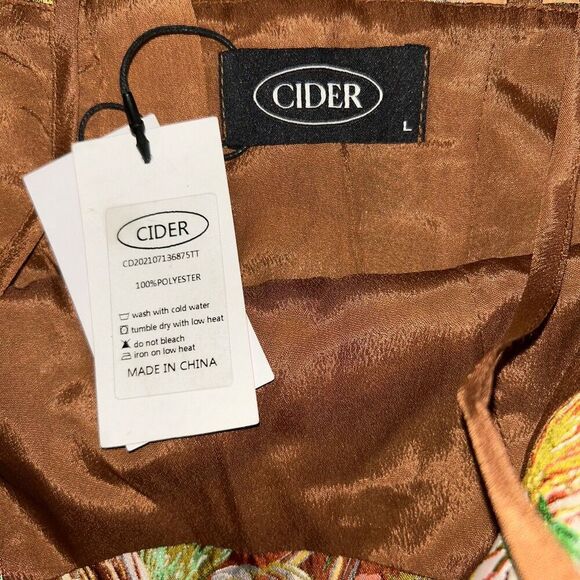 CIDER
L
CIDER
CD202107136875TT
100%POLYESTER
wash with cold water
tumble dry with low heat
do not bleach
iron on low heat
MADE IN CHINA